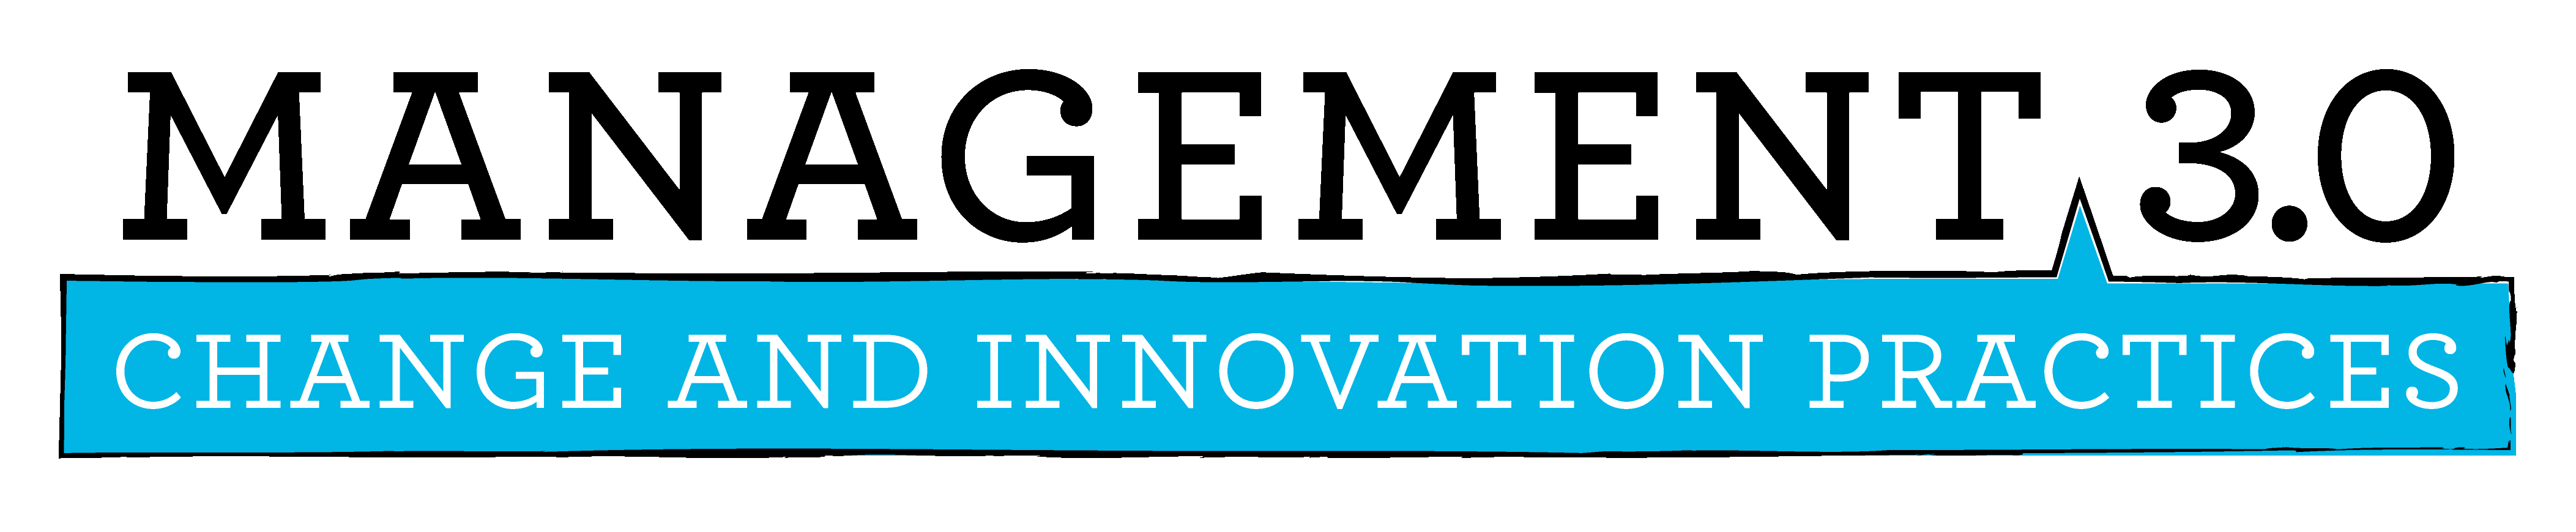 MANAGEMENT 3.0
CHANGE AND INNOVATION PRACTICES